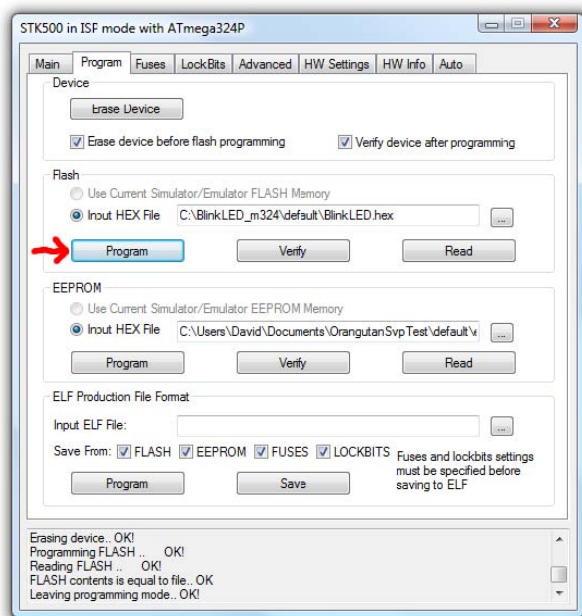 STK500 in ISP mode with ATmega324P
Main Program Fuses LockBits Advanced HW Settings HW Info Auto
Device
Erase Device
Erase device before flash programming Verify device after programming
Flash
Use Current Simulator/Emulator FLASH Memory
Input HEX File C:\BlinkLED_m324\default\BlinkLED.hex ...
Program Verify Read
EEPROM
Use Current Simulator/Emulator EEPROM Memory
Input HEX File C:\Users\David\Documents\OrangutanSvpTest\default\e ...
Program Verify Read
ELF Production File Format
Input ELF File: ...
Save From: FLASH EEPROM FUSES LOCKBITS Fuses and lockbits settings
must be specified before
saving to ELF
Program Save
Erasing device.. OK!
Programming FLASH .. OK!
Reading FLASH .. OK!
FLASH contents is equal to file.. OK
Leaving programming mode.. OK!